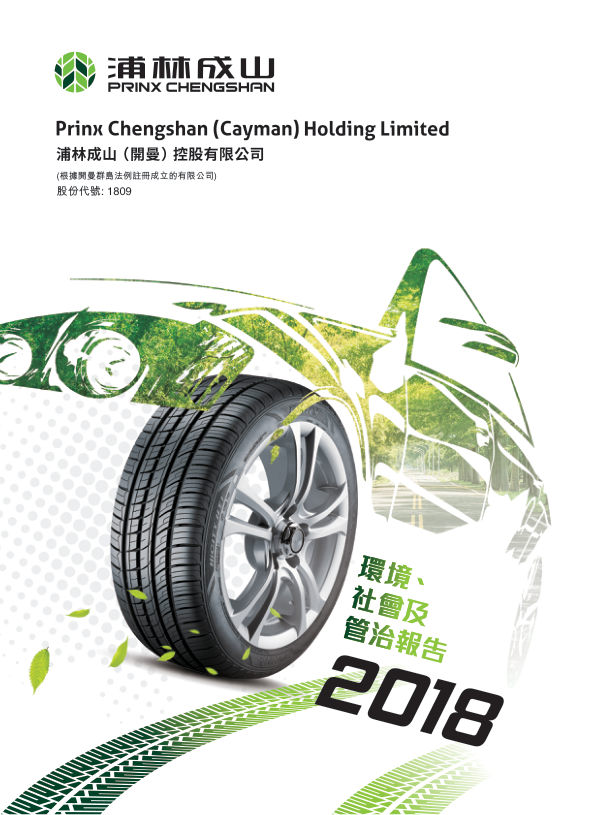 浦林成山
PRINX CHENGSHAN
Prinx Chengshan (Cayman) Holding Limited
浦林成山（開曼）控股有限公司
(根據開曼群島法例註冊成立的有限公司)
股份代號: 1809
環境、
社會及
管治報告
2018